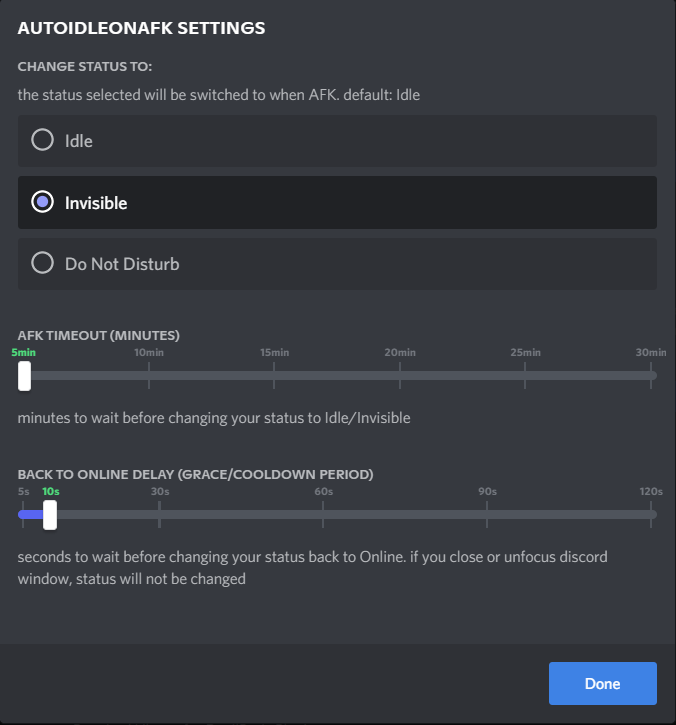 AUTOIDLEONAFK SETTINGS
CHANGE STATUS TO:
the status selected will be switched to when AFK. default: Idle
Idle
Invisible
Do Not Disturb
AFK TIMEOUT (MINUTES)
5min 10min 15min 20min 25min 30min
minutes to wait before changing your status to Idle/Invisible
BACK TO ONLINE DELAY (GRACE/COOLDOWN PERIOD)
5s 10s 30s 60s 90s 120s
seconds to wait before changing your status back to Online. if you close or unfocus discord
window, status will not be changed
Done